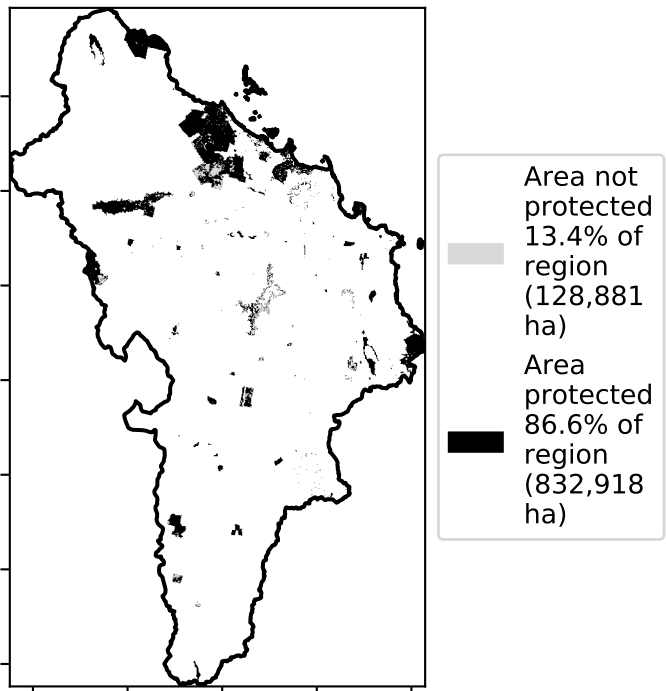 Area not
protected
13.4% of
region
(128,881
ha)
Area
protected
86.6% of
region
(832,918
ha)